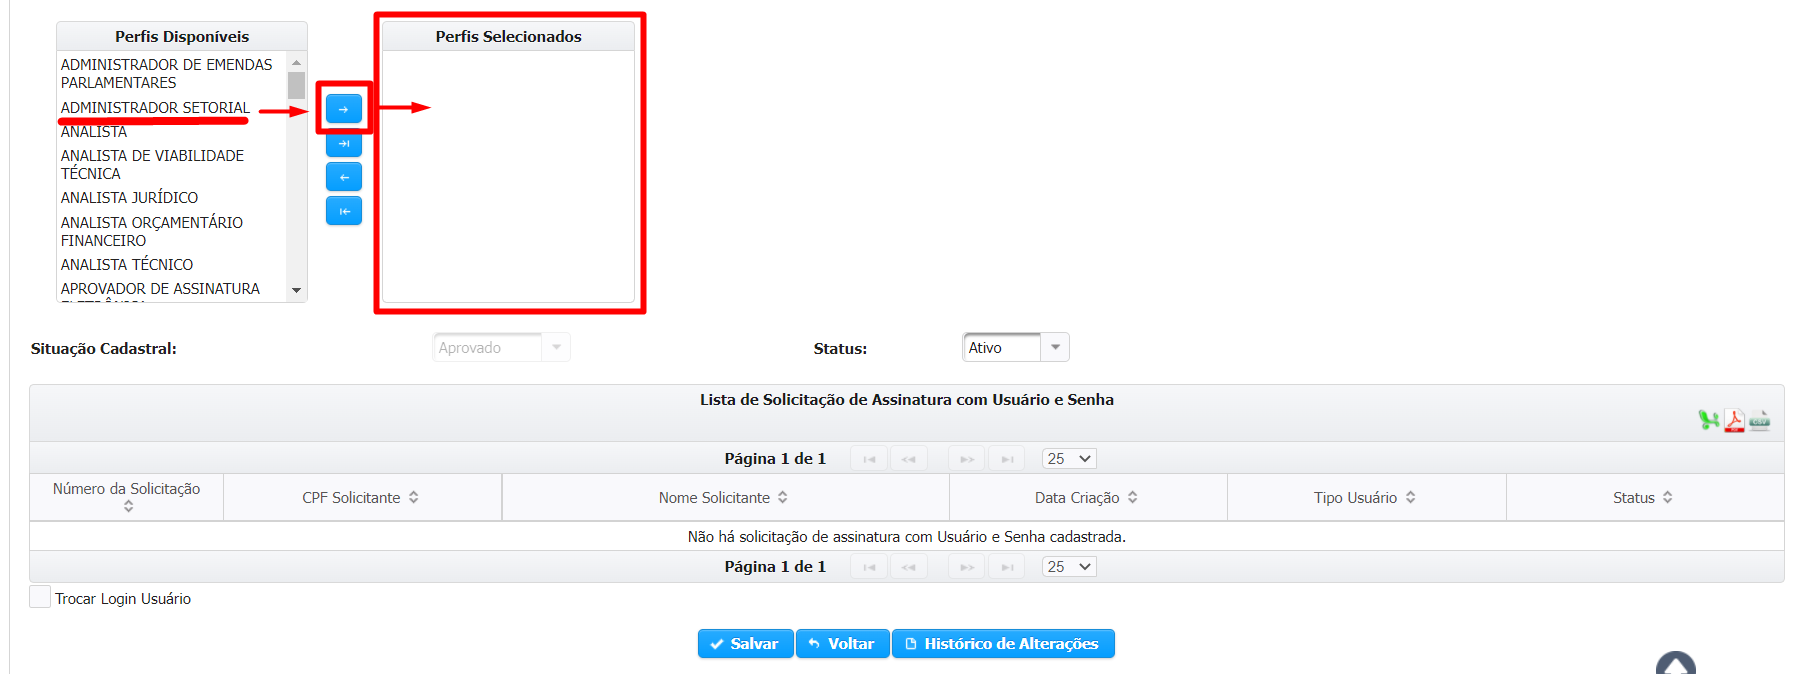 Perfis Disponíveis
Perfis Selecionados
ADMINISTRADOR DE EMENDAS
PARLAMENTARES
ADMINISTRADOR SETORIAL
ANALISTA
ANALISTA DE VIABILIDADE
TÉCNICA
ANALISTA JURÍDICO
ANALISTA ORÇAMENTÁRIO
FINANCEIRO
ANALISTA TÉCNICO
APROVADOR DE ASSINATURA
Situação Cadastral: Aprovado Status: Ativo
Lista de Solicitação de Assinatura com Usuário e Senha
Página 1 de 1 25
Número da Solicitação CPF Solicitante Nome Solicitante Data Criação Tipo Usuário Status
Não há solicitação de assinatura com Usuário e Senha cadastrada.
Página 1 de 1 25
Trocar Login Usuário
Salvar Voltar Histórico de Alterações